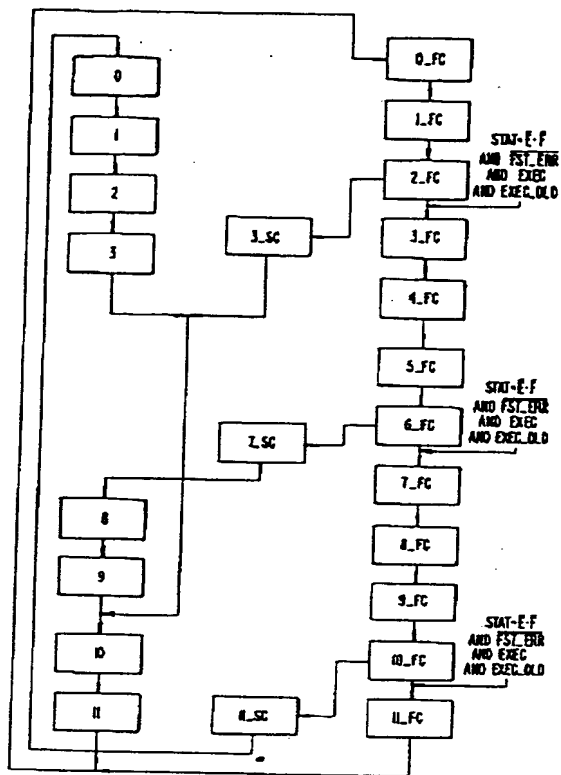 0
0_FC
1
1_FC
STAT=E·F
AND FST_ERR
AND EXEC
AND EXEC_OLD
2
2_FC
3
3_SC
3_FC
4_FC
5_FC
STAT=E·F
AND FST_ERR
AND EXEC
AND EXEC_OLD
7_SC
6_FC
7_FC
8
8_FC
9
9_FC
STAT=E·F
AND FST_ERR
AND EXEC
AND EXEC_OLD
10
10_FC
11
11_SC
11_FC